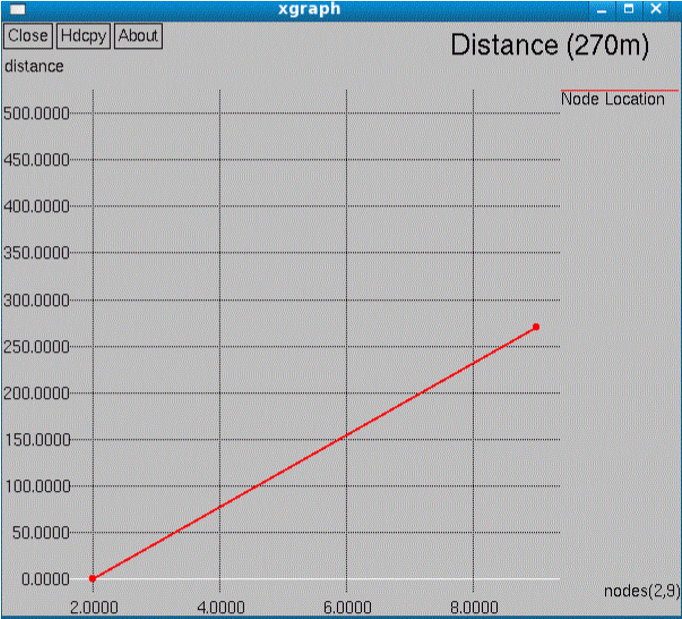 xgraph
Close Hdcpy About
Distance (270m)
distance
Node Location
500.0000
450.0000
400.0000
350.0000
300.0000
250.0000
200.0000
150.0000
100.0000
50.0000
0.0000
nodes(2,9)
2.0000 4.0000 6.0000 8.0000